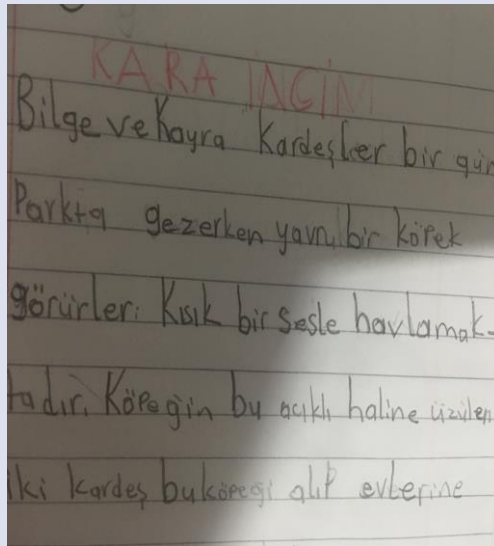 KARA İNCİM
Bilge ve Kayra Kardeşler bir gün
Parkta gezerken yavru bir köpek
görürler. Kısık bir sesle havlamak-
tadır. Köpeğin bu acıklı haline üzülen
iki kardeş bu köpeği alıp evlerine